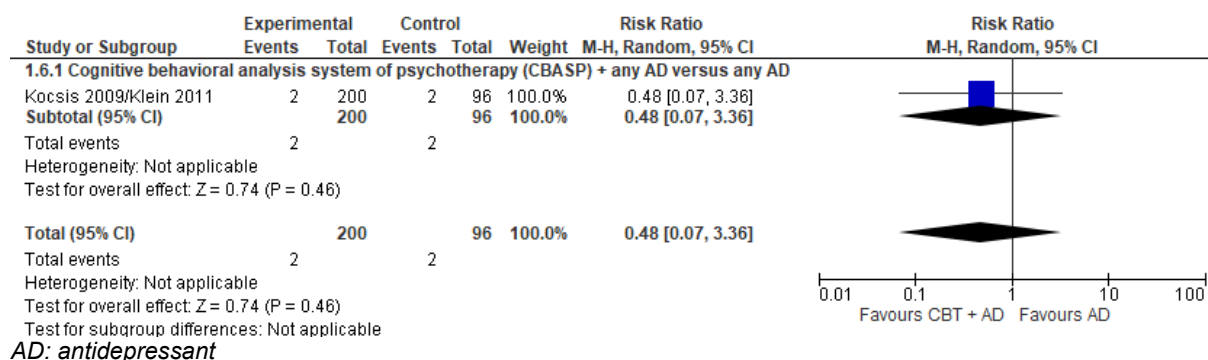 Experimental Control Risk Ratio Risk Ratio
Study or Subgroup Events Total Events Total Weight M-H, Random, 95% CI M-H, Random, 95% CI
1.6.1 Cognitive behavioral analysis system of psychotherapy (CBASP) + any AD versus any AD
Kocsis 2009/Klein 2011 2 200 2 96 100.0% 0.48 [0.07, 3.36]
Subtotal (95% CI) 200 96 100.0% 0.48 [0.07, 3.36]
Total events 2 2
Heterogeneity: Not applicable
Test for overall effect: Z = 0.74 (P = 0.46)
Total (95% CI) 200 96 100.0% 0.48 [0.07, 3.36]
Total events 2 2
Heterogeneity: Not applicable
Test for overall effect: Z = 0.74 (P = 0.46)
Test for subgroup differences: Not applicable
0.01 0.1 1 10 100
Favours CBT + AD Favours AD
AD: antidepressant